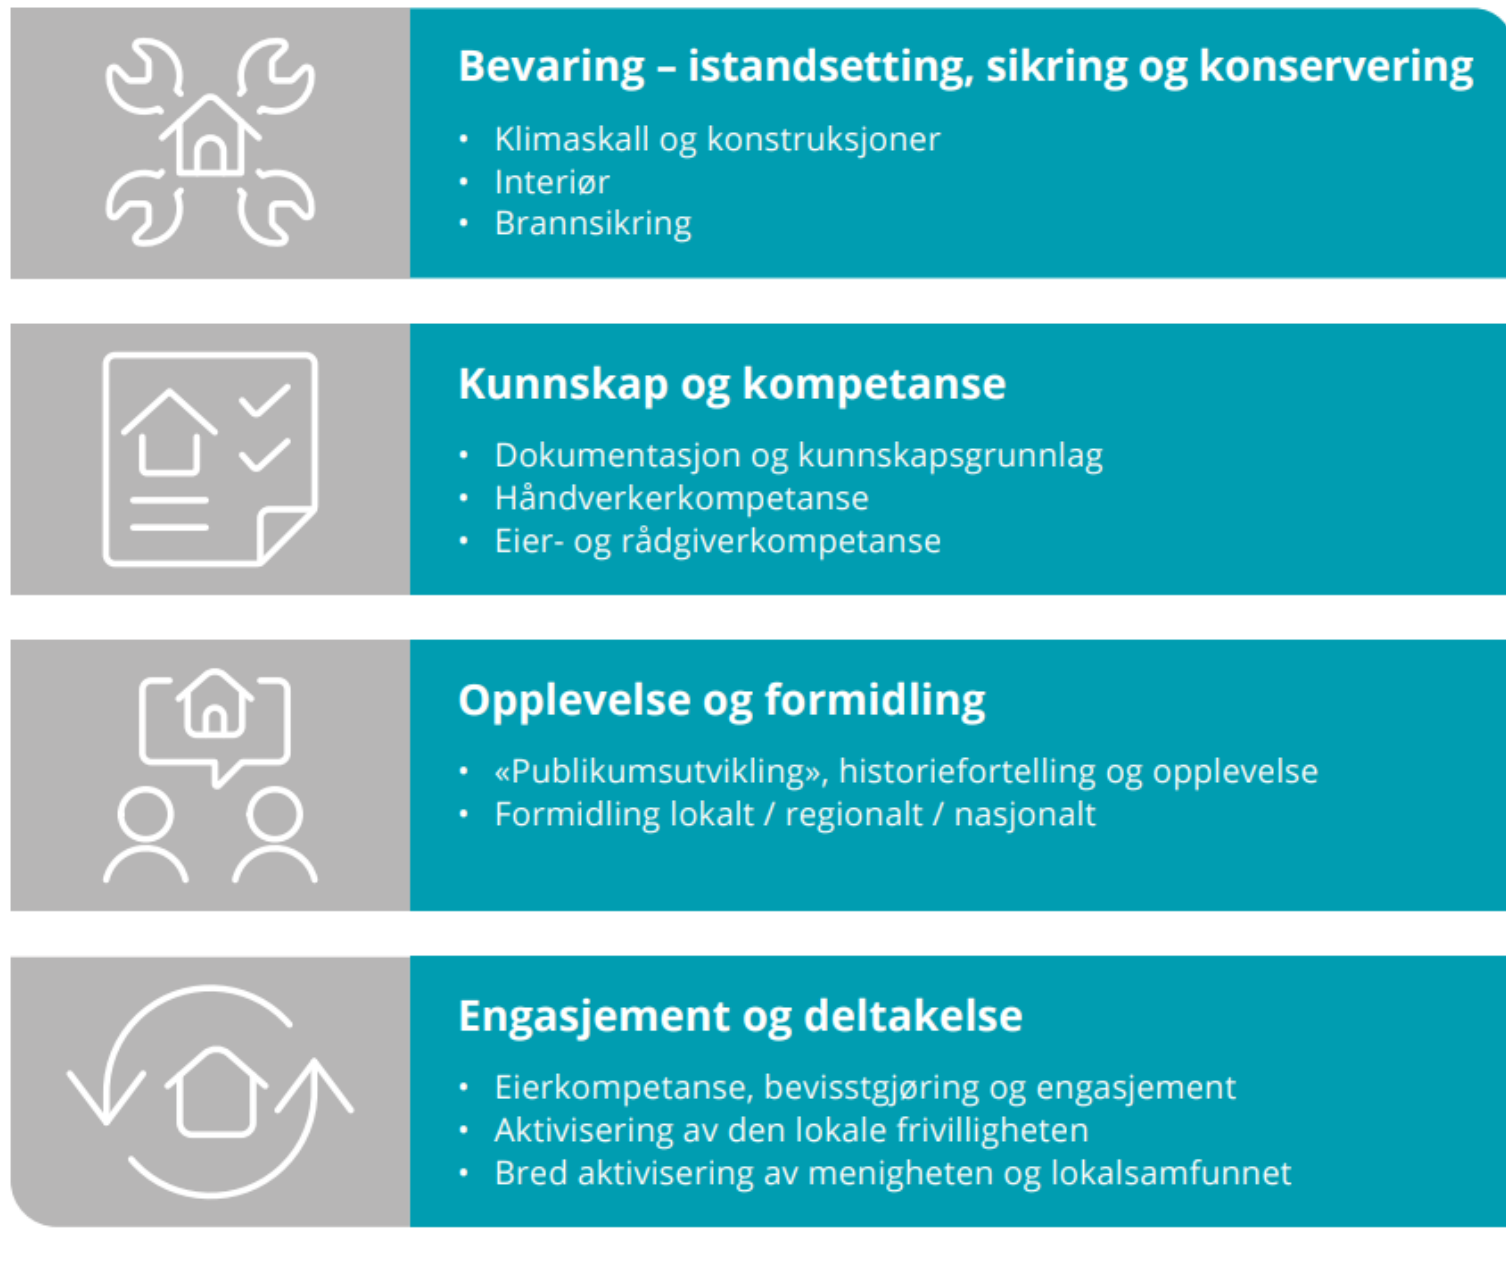 Bevaring – istandsetting, sikring og konservering
• Klimaskall og konstruksjoner
• Interiør
• Brannsikring
Kunnskap og kompetanse
• Dokumentasjon og kunnskapsgrunnlag
• Håndverkerkompetanse
• Eier- og rådgiverkompetanse
Opplevelse og formidling
• «Publikumsutvikling», historiefortelling og opplevelse
• Formidling lokalt / regionalt / nasjonalt
Engasjement og deltakelse
• Eierkompetanse, bevisstgjøring og engasjement
• Aktivisering av den lokale frivilligheten
• Bred aktivisering av menigheten og lokalsamfunnet